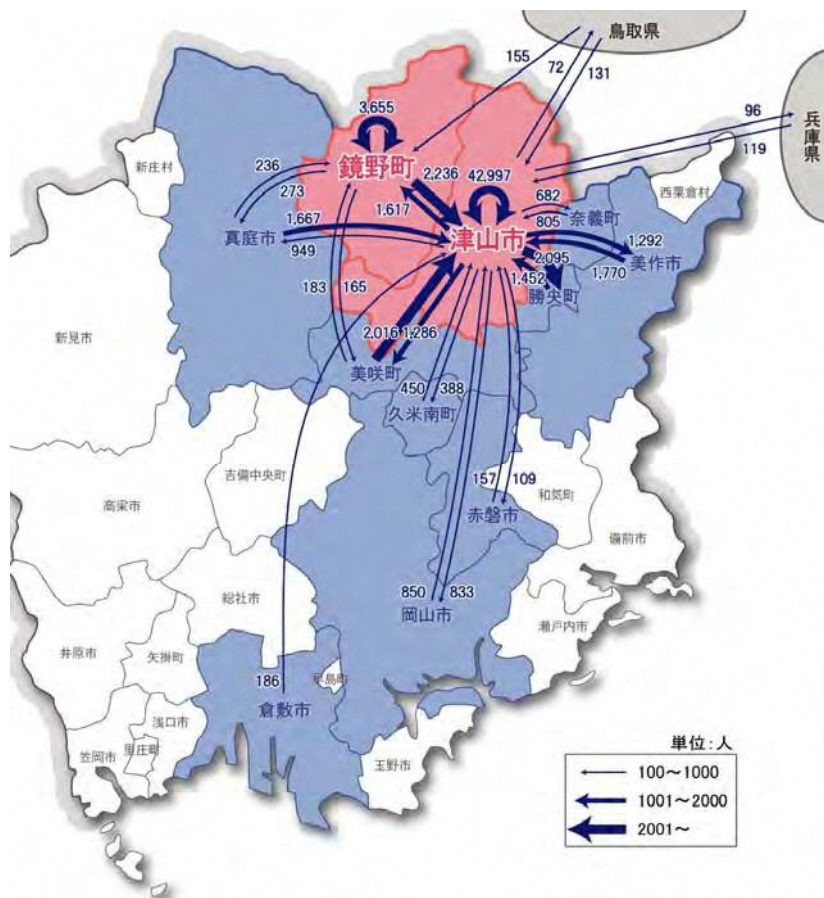 鳥取県
155
72
131
兵庫県
96
119
3,655
新庄村
鏡野町
236
2,236
42,997
273
682
西粟倉村
1,617
805
奈義町
1,667
津山市
1,292
真庭市
949
2,095
美作市
1,452
1,770
183
165
勝央町
新見市
2,016
1,286
美咲町
450
388
久米南町
吉備中央町
157
109
和気町
高梁市
赤磐市
備前市
総社市
850
833
岡山市
瀬戸内市
井原市
矢掛町
186
早島町
倉敷市
浅口市
笠岡市
里庄町
玉野市
単位:人
100～1000
1001～2000
2001～